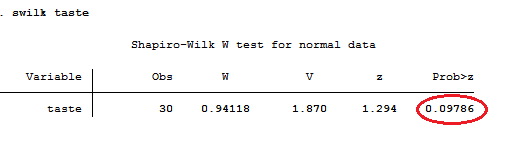 . swilk taste
Shapiro-Wilk W test for normal data
Variable Obs W V z Prob>z
taste 30 0.94118 1.870 1.294 0.09786